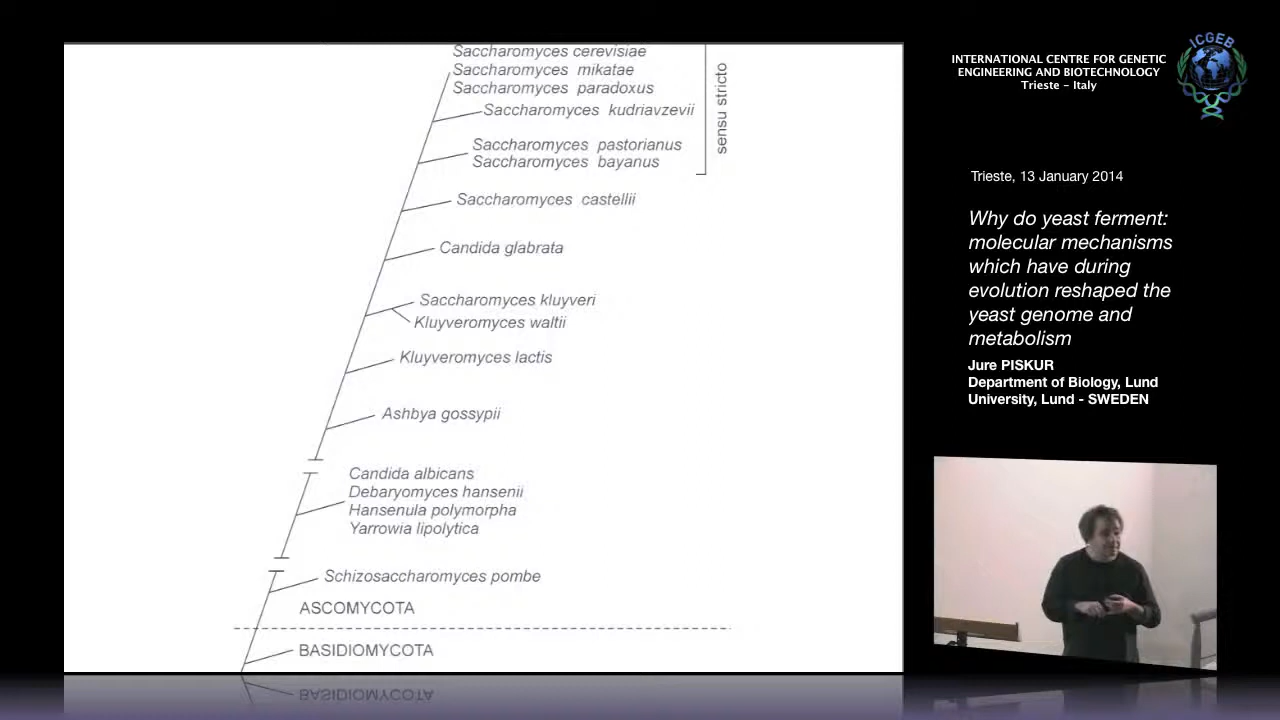 Saccharomyces cerevisiae
Saccharomyces mikatae
Saccharomyces paradoxus
Saccharomyces kudriavzevii
Saccharomyces pastorianus
Saccharomyces bayanus
sensu stricto
Saccharomyces castellii
Candida glabrata
Saccharomyces kluyveri
Kluyveromyces waltii
Kluyveromyces lactis
Ashbya gossypii
Candida albicans
Debaryomyces hansenii
Hansenula polymorpha
Yarrowia lipolytica
Schizosaccharomyces pombe
ASCOMYCOTA
BASIDIOMYCOTA
INTERNATIONAL CENTRE FOR GENETIC
ENGINEERING AND BIOTECHNOLOGY
Trieste - Italy
ICGEB
Trieste, 13 January 2014
Why do yeast ferment:
molecular mechanisms
which have during
evolution reshaped the
yeast genome and
metabolism
Jure PISKUR
Department of Biology, Lund
University, Lund - SWEDEN